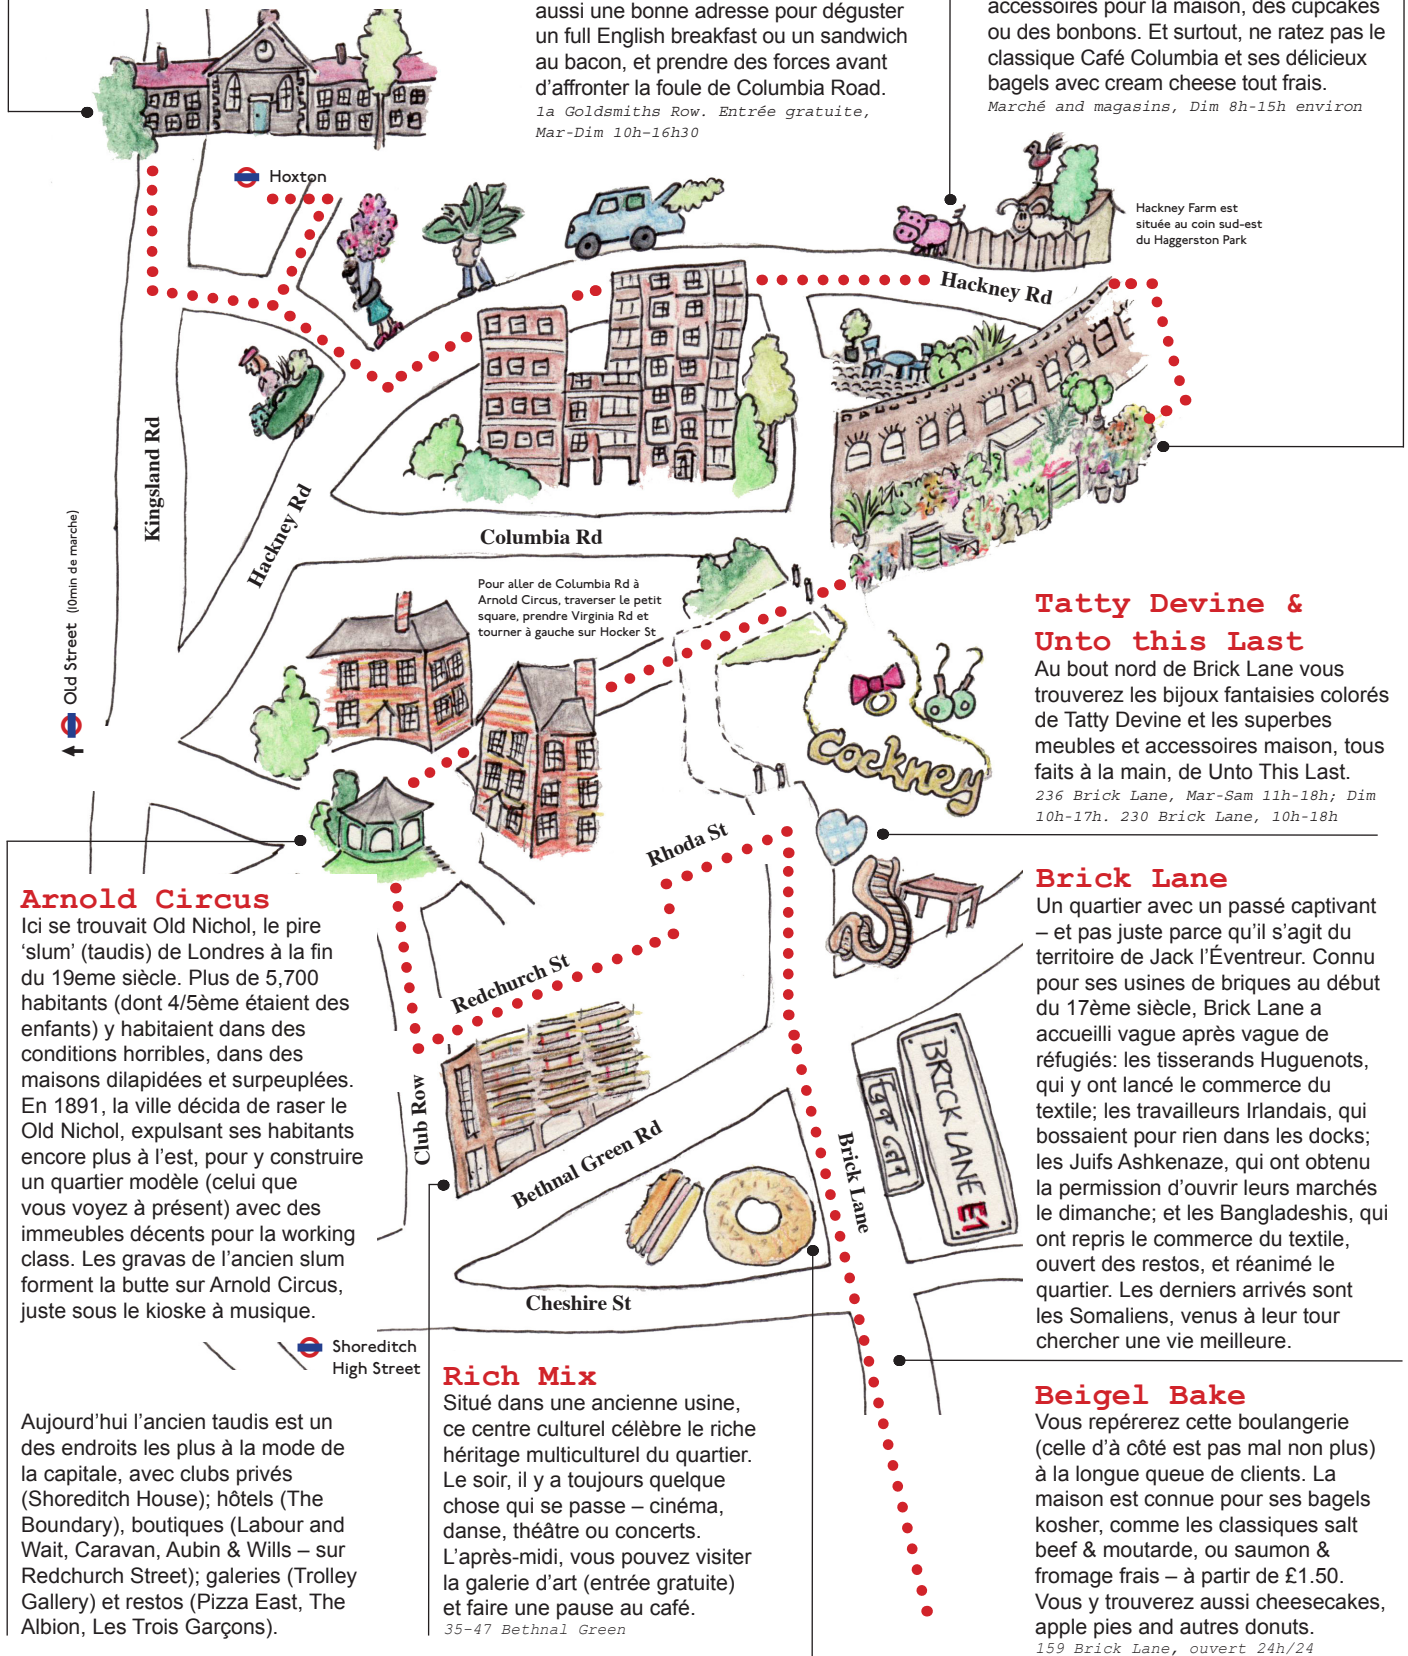 aussi une bonne adresse pour déguster
un full English breakfast ou un sandwich
au bacon, et prendre des forces avant
d'affronter la foule de Columbia Road.
1a Goldsmiths Row. Entrée gratuite,
Mar-Dim 10h-16h30
accessoires pour la maison, des cupcakes
ou des bonbons. Et surtout, ne ratez pas le
classique Café Columbia et ses délicieux
bagels avec cream cheese tout frais.
Marché and magasins, Dim 8h-15h environ
Hoxton
Hackney Farm est
située au coin sud-est
du Haggerston Park
Hackney Rd
Kingsland Rd
Hackney Rd
Columbia Rd
Old Street (10min de marche)
Pour aller de Columbia Rd à
Arnold Circus, traverser le petit
square, prendre Virginia Rd et
tourner à gauche sur Hocker St
Cockney
Tatty Devine &
Unto this Last
Au bout nord de Brick Lane vous
trouverez les bijoux fantaisies colorés
de Tatty Devine et les superbes
meubles et accessoires maison, tous
faits à la main, de Unto This Last.
236 Brick Lane, Mar-Sam 11h-18h; Dim
10h-17h. 230 Brick Lane, 10h-18h
Rhoda St
Redchurch St
Club Row
Bethnal Green Rd
Brick Lane
BRICK LANE E1
Cheshire St
Arnold Circus
Ici se trouvait Old Nichol, le pire
'slum' (taudis) de Londres à la fin
du 19eme siècle. Plus de 5,700
habitants (dont 4/5ème étaient des
enfants) y habitaient dans des
conditions horribles, dans des
maisons dilapidées et surpeuplées.
En 1891, la ville décida de raser le
Old Nichol, expulsant ses habitants
encore plus à l'est, pour y construire
un quartier modèle (celui que
vous voyez à présent) avec des
immeubles décents pour la working
class. Les gravas de l'ancien slum
forment la butte sur Arnold Circus,
juste sous le kioske à musique.
Shoreditch
High Street
Aujourd'hui l'ancien taudis est un
des endroits les plus à la mode de
la capitale, avec clubs privés
(Shoreditch House); hôtels (The
Boundary), boutiques (Labour and
Wait, Caravan, Aubin & Wills – sur
Redchurch Street); galeries (Trolley
Gallery) et restos (Pizza East, The
Albion, Les Trois Garçons).
Rich Mix
Situé dans une ancienne usine,
ce centre culturel célèbre le riche
héritage multiculturel du quartier.
Le soir, il y a toujours quelque
chose qui se passe – cinéma,
danse, théâtre ou concerts.
L'après-midi, vous pouvez visiter
la galerie d'art (entrée gratuite)
et faire une pause au café.
35-47 Bethnal Green
Brick Lane
Un quartier avec un passé captivant
– et pas juste parce qu'il s'agit du
territoire de Jack l'Éventreur. Connu
pour ses usines de briques au début
du 17ème siècle, Brick Lane a
accueilli vague après vague de
réfugiés: les tisserands Huguenots,
qui y ont lancé le commerce du
textile; les travailleurs Irlandais, qui
bossaient pour rien dans les docks;
les Juifs Ashkenaze, qui ont obtenu
la permission d'ouvrir leurs marchés
le dimanche; et les Bangladeshis, qui
ont repris le commerce du textile,
ouvert des restos, et réanimé le
quartier. Les derniers arrivés sont
les Somaliens, venus à leur tour
chercher une vie meilleure.
Beigel Bake
Vous repérerez cette boulangerie
(celle d'à côté est pas mal non plus)
à la longue queue de clients. La
maison est connue pour ses bagels
kosher, comme les classiques salt
beef & moutarde, ou saumon &
fromage frais – à partir de £1.50.
Vous y trouverez aussi cheesecakes,
apple pies and autres donuts.
159 Brick Lane, ouvert 24h/24